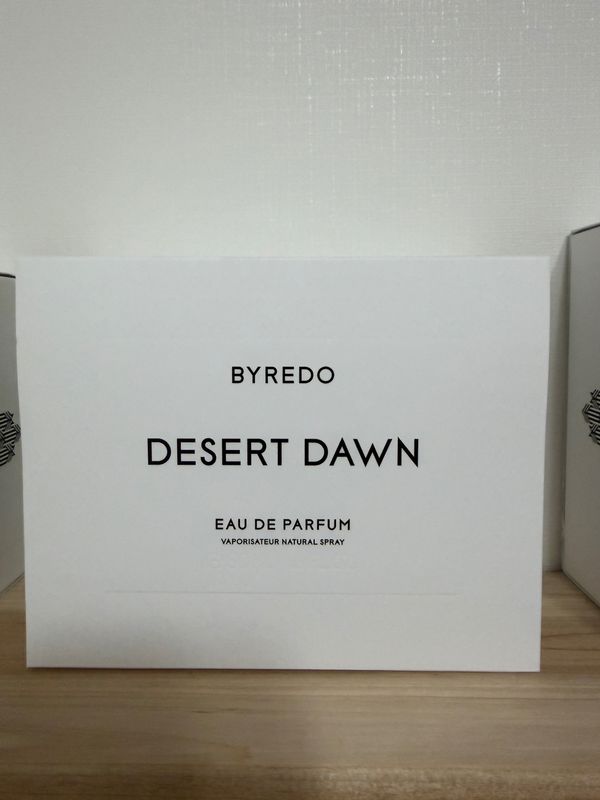 BYREDO
DESERT DAWN
EAU DE PARFUM
VAPORISATEUR NATURAL SPRAY